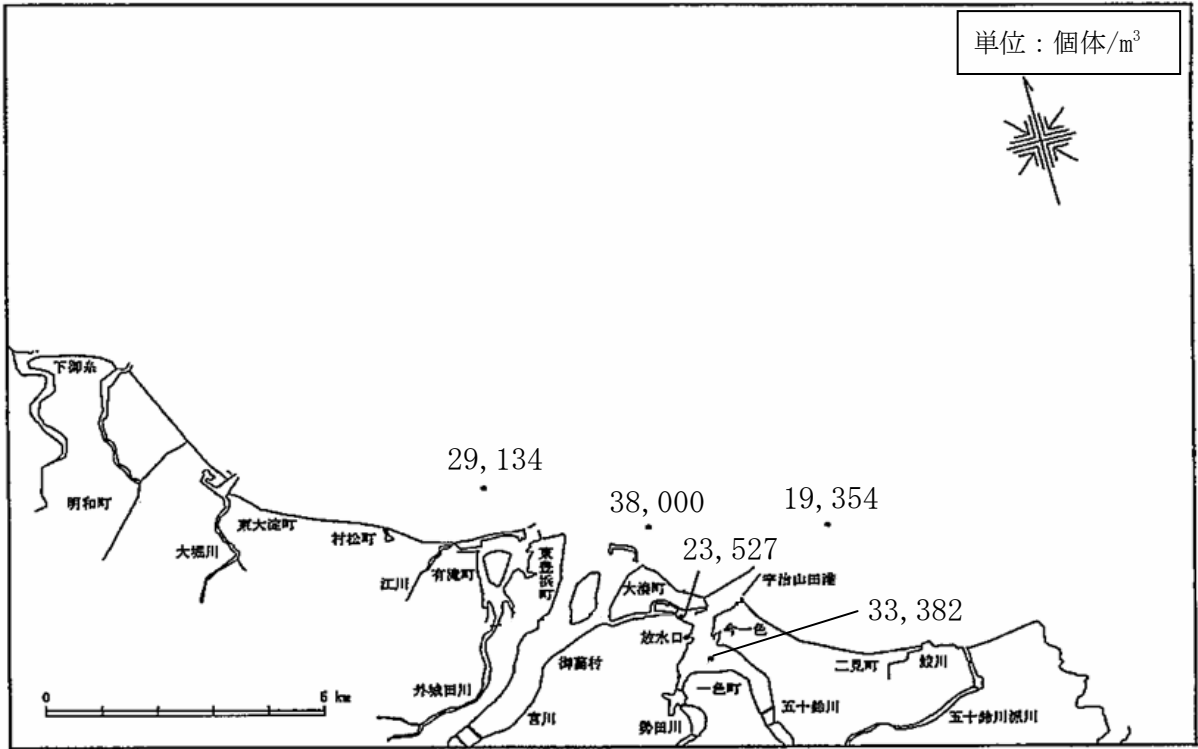 単位：個体/m³
下御糸
29,134
38,000
19,354
明和町
東大淀町
村松町
23,527
大堀川
江川
有滝町
東豊浜町
大湊町
宇治山田港
33,382
放水口
今一色
御薗村
二見町
鮫川
0
6 km
外城田川
一色町
宮川
勢田川
五十鈴川
五十鈴川派川